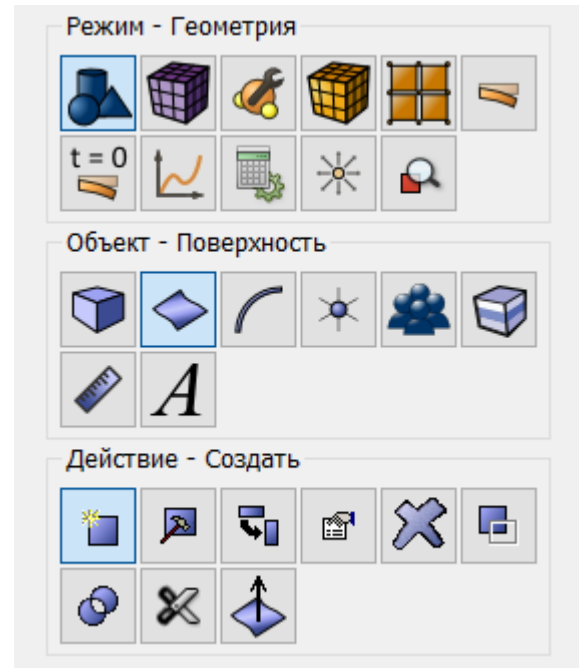 Режим - Геометрия
t = 0
Объект - Поверхность
A
Действие - Создать